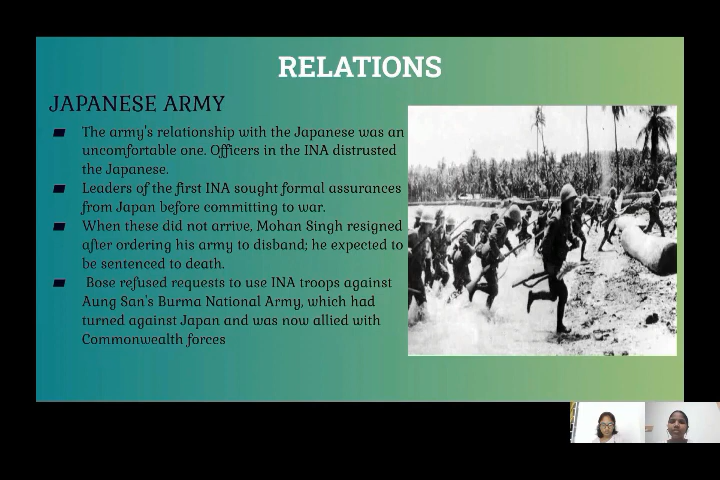 RELATIONS
JAPANESE ARMY
The army's relationship with the Japanese was an
uncomfortable one. Officers in the INA distrusted
the Japanese.
Leaders of the first INA sought formal assurances
from Japan before committing to war.
When these did not arrive, Mohan Singh resigned
after ordering his army to disband; he expected to
be sentenced to death.
Bose refused requests to use INA troops against
Aung San's Burma National Army, which had
turned against Japan and was now allied with
Commonwealth forces